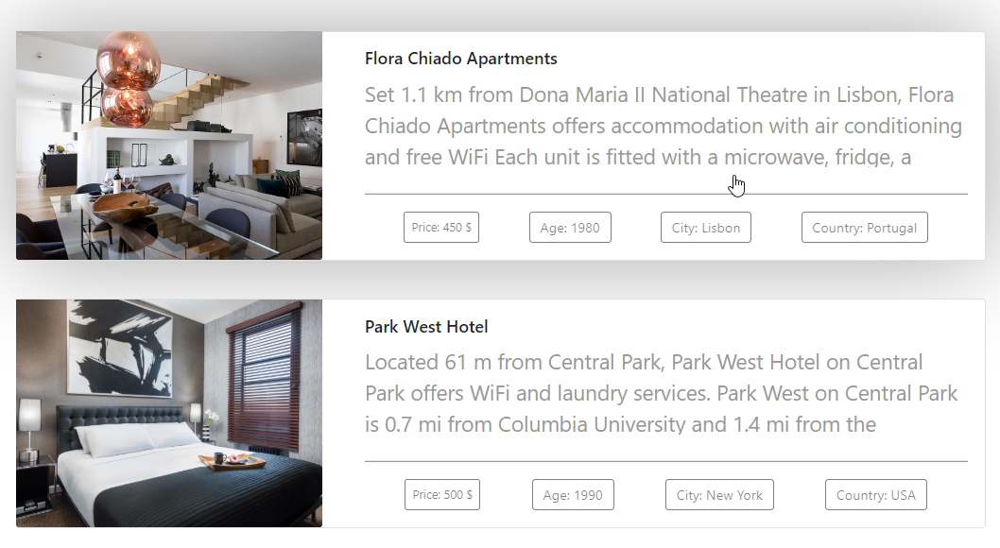 Flora Chiado Apartments
Set 1.1 km from Dona Maria II National Theatre in Lisbon, Flora
Chiado Apartments offers accommodation with air conditioning
and free WiFi Each unit is fitted with a microwave, fridge, a
Price: 450 $
Age: 1980
City: Lisbon
Country: Portugal
Park West Hotel
Located 61 m from Central Park, Park West Hotel on Central
Park offers WiFi and laundry services. Park West on Central Park
is 0.7 mi from Columbia University and 1.4 mi from the
Price: 500 $
Age: 1990
City: New York
Country: USA